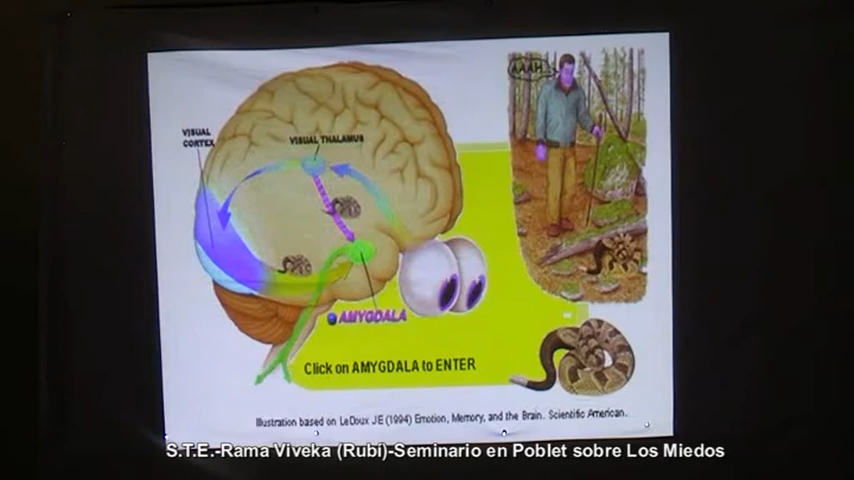 AAAH...
VISUAL
CORTEX
VISUAL THALAMUS
AMYGDALA
Click on AMYGDALA to ENTER
Illustration based on LeDoux JE (1994) Emotion, Memory, and the Brain. Scientific American.
S.T.E.-Rama Viveka (Rubí)-Seminario en Poblet sobre Los Miedos